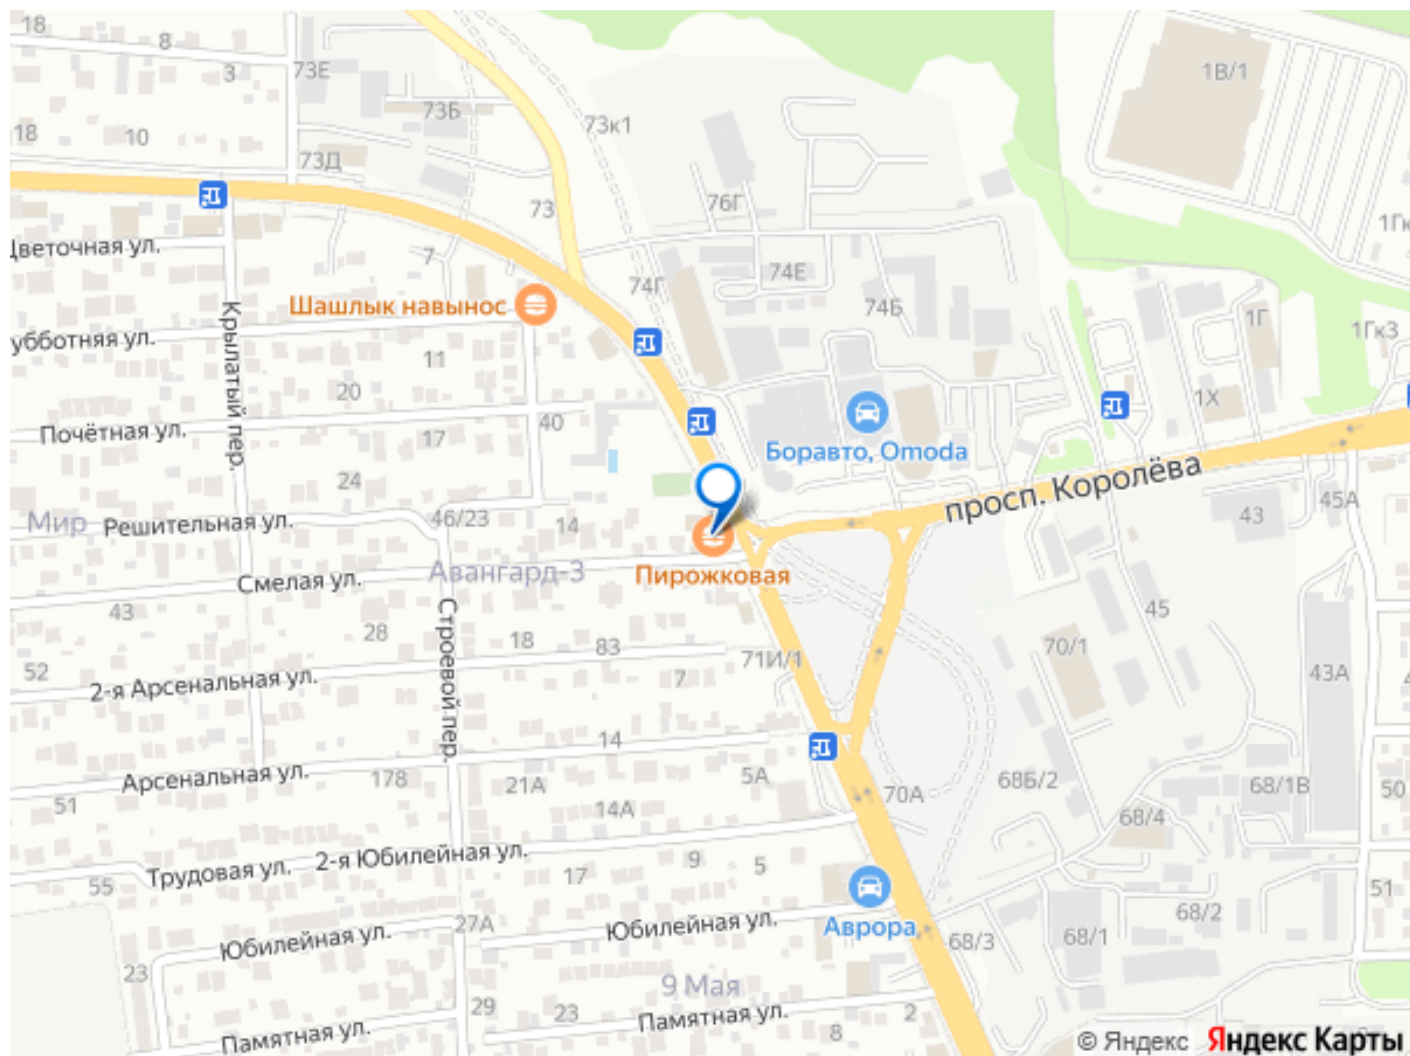 18
8
3
73Е
1В/1
73Б
73к1
18
10
73Д
76Г
73
7
74Г
74Е
74Б
Шашлык навынос
1Г
1Гк3
Цветочная ул.
Крылатый пер.
11
20
1Х
Почётная ул.
17
40
Боравто, Omoda
просп. Королёва
24
46/23
14
45А
43
Мир
Решительная ул.
Смелая ул.
Авангард-3
Пирожковая
43
28
18
83
71И/1
70/1
45
52
2-я Арсенальная ул.
Строевой пер.
7
43А
14
Арсенальная ул.
178
21А
5А
70А
68Б/2
68/1В
50
51
14А
68/4
Трудовая ул.
2-я Юбилейная ул.
17
9
5
55
51
Аврора
68/2
Юбилейная ул.
27А
Юбилейная ул.
68/3
68/1
23
9 Мая
29
23
Памятная ул.
Памятная ул.
8
2
© Яндекс Яндекс Карты